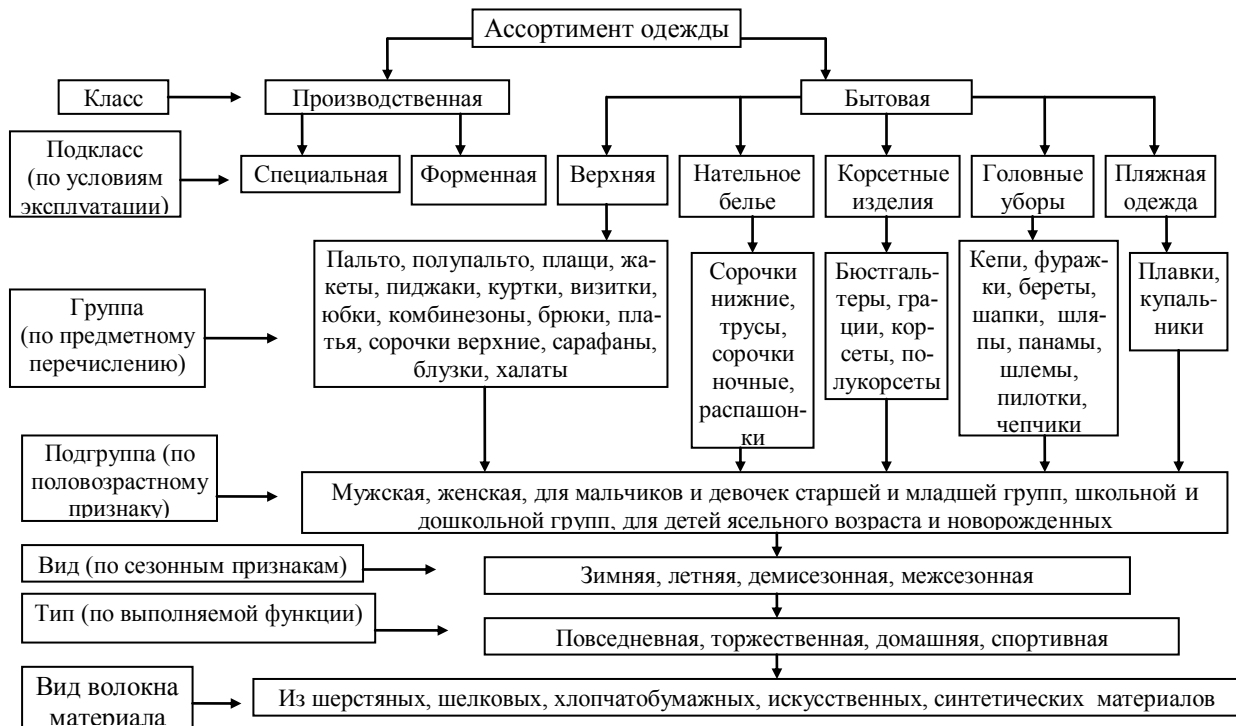 Ассортимент одежды
Класс
Производственная
Бытовая
Подкласс
(по условиям
эксплуатации)
Специальная
Форменная
Верхняя
Нательное
белье
Корсетные
изделия
Головные
уборы
Пляжная
одежда
Группа
(по предметному
перечислению)
Пальто, полупальто, плащи, жа-
кеты, пиджаки, куртки, визитки,
юбки, комбинезоны, брюки, пла-
тья, сорочки верхние, сарафаны,
блузки, халаты
Сорочки
нижние,
трусы,
сорочки
ночные,
распашон-
ки
Бюстгаль-
теры, гра-
ции, кор-
сеты, по-
лукорсеты
Кепи, фураж-
ки, береты,
шапки, шля-
пы, панамы,
шлемы,
пилотки,
чепчики
Плавки,
купаль-
ники
Подгруппа (по
половозрастному
признаку)
Мужская, женская, для мальчиков и девочек старшей и младшей групп, школьной и
дошкольной групп, для детей ясельного возраста и новорожденных
Вид (по сезонным признакам)
Зимняя, летняя, демисезонная, межсезонная
Тип (по выполняемой функции)
Повседневная, торжественная, домашняя, спортивная
Вид волокна
материала
Из шерстяных, шелковых, хлопчатобумажных, искусственных, синтетических материалов